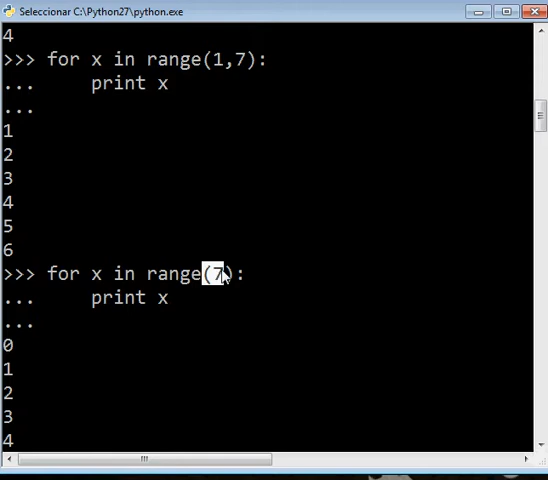 Seleccionar C:\Python27\python.exe
4
>>> for x in range(1,7):
...     print x
...
1
2
3
4
5
6
>>> for x in range(7):
...     print x
...
0
1
2
3
4